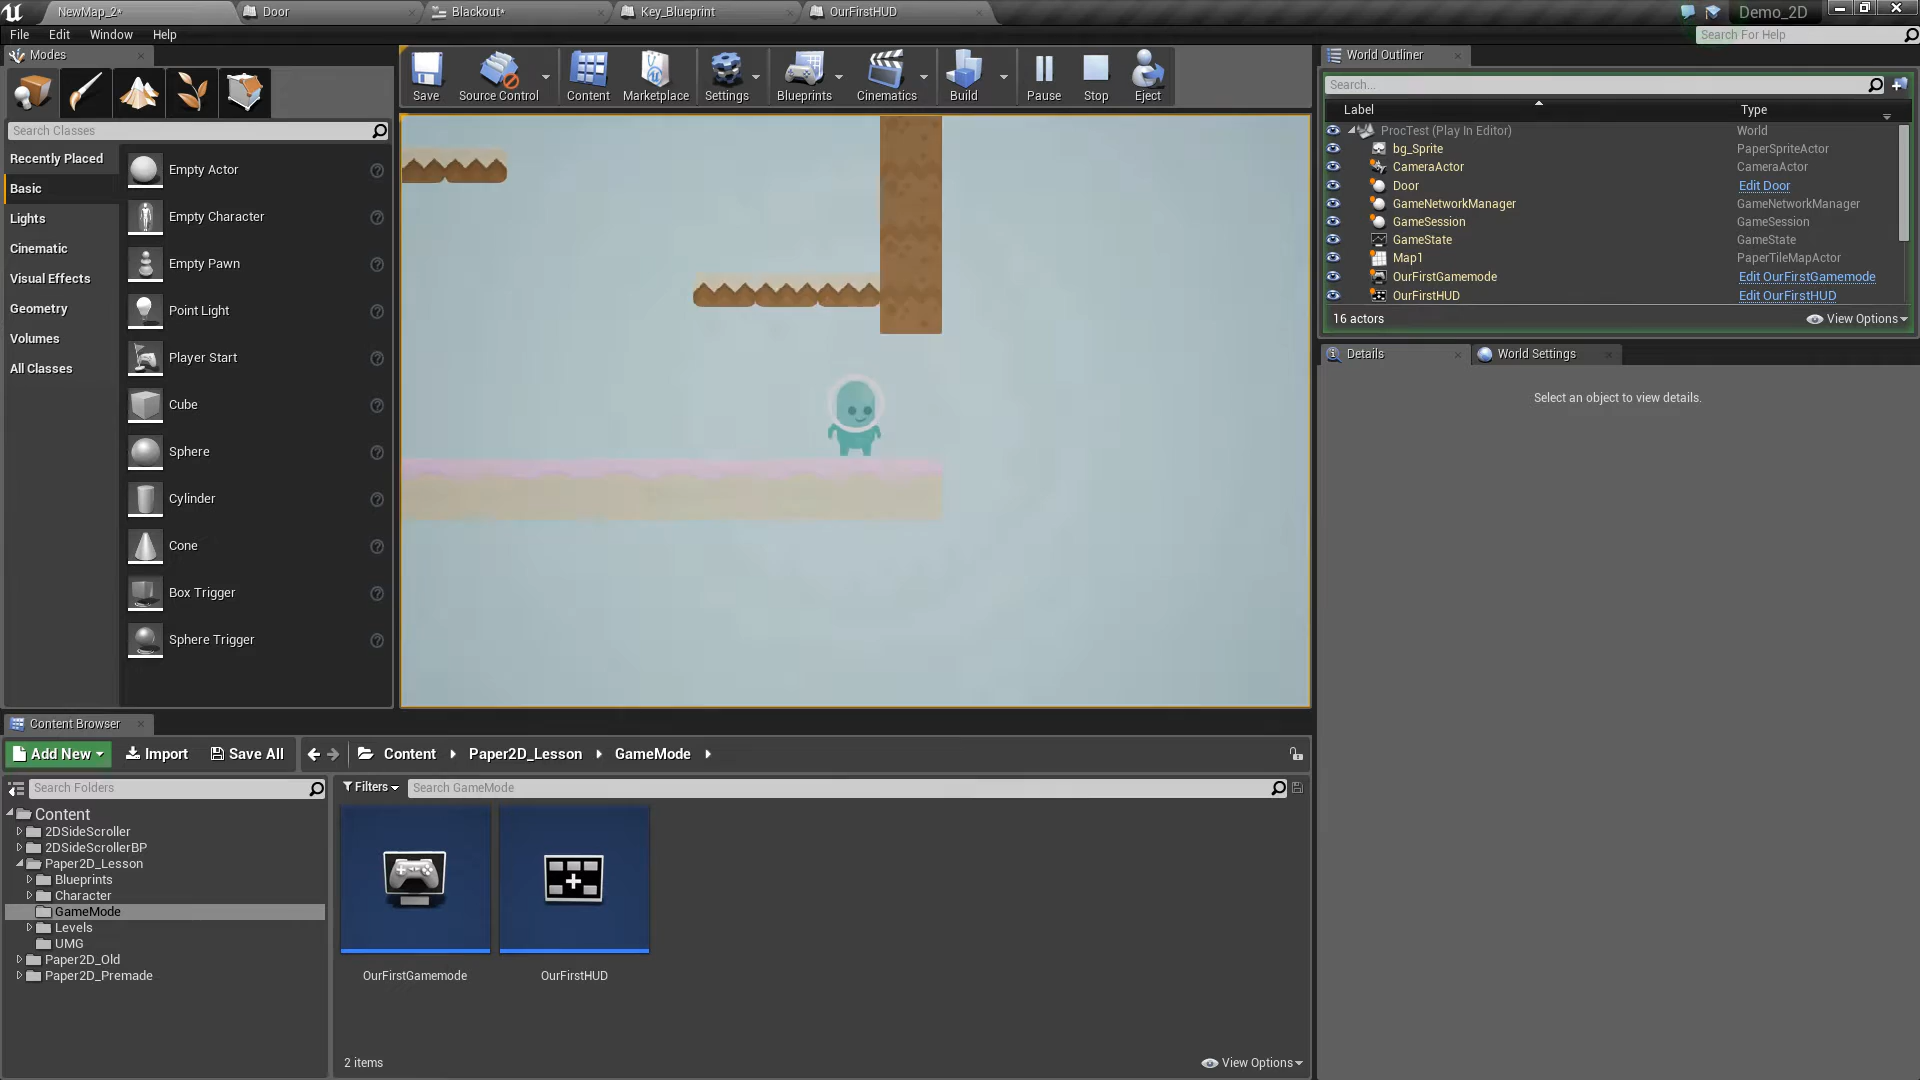 NewMap_2*
Door
Blackout*
Key_Blueprint
OurFirstHUD
Demo_2D
File
Edit
Window
Help
Search For Help
Modes
Save
Source Control
Content
Marketplace
Settings
Blueprints
Cinematics
Build
Pause
Stop
Eject
World Outliner
Search...
Label
Type
ProcTest (Play In Editor)
World
bg_Sprite
PaperSpriteActor
CameraActor
CameraActor
Door
Edit Door
GameNetworkManager
GameNetworkManager
GameSession
GameSession
GameState
GameState
Map1
PaperTileMapActor
OurFirstGamemode
Edit OurFirstGamemode
OurFirstHUD
Edit OurFirstHUD
16 actors
View Options
Details
World Settings
Select an object to view details.
Search Classes
Recently Placed
Basic
Lights
Cinematic
Visual Effects
Geometry
Volumes
All Classes
Empty Actor
Empty Character
Empty Pawn
Point Light
Player Start
Cube
Sphere
Cylinder
Cone
Box Trigger
Sphere Trigger
Content Browser
Add New
Import
Save All
Content
Paper2D_Lesson
GameMode
Search Folders
Filters
Search GameMode
Content
2DSideScroller
2DSideScrollerBP
Paper2D_Lesson
Blueprints
Character
GameMode
Levels
UMG
Paper2D_Old
Paper2D_Premade
OurFirstGamemode
OurFirstHUD
2 items
View Options